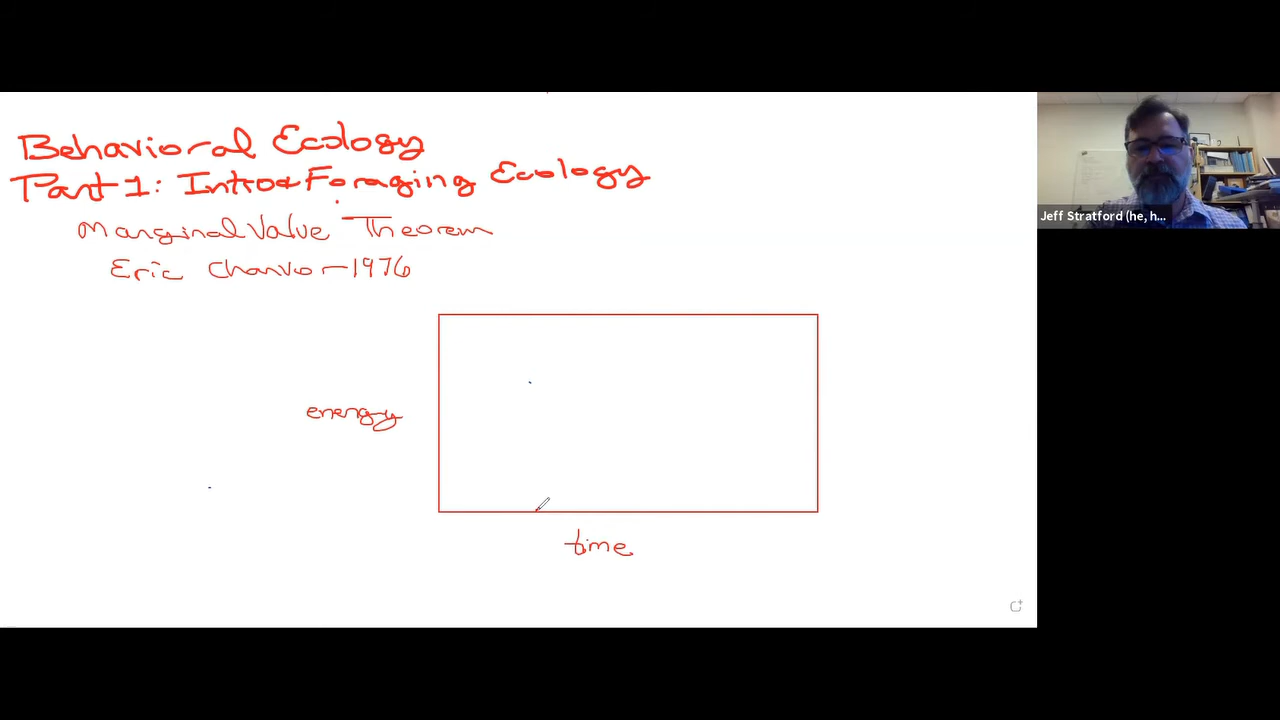 Behavioral Ecology
Part 1: Intro & Foraging Ecology
Marginal Value Theorem
Eric Charnov - 1976
energy
time
Jeff Stratford (he, h...